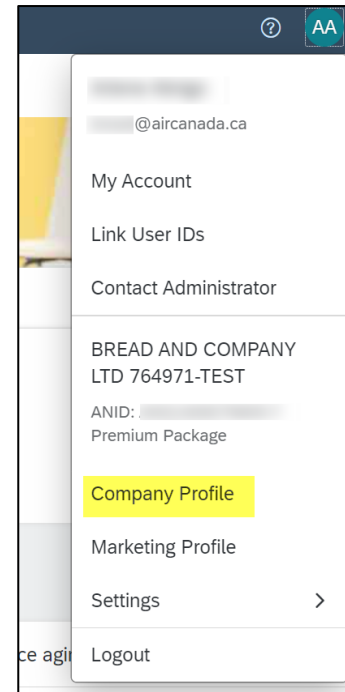 AA
@aircanada.ca
My Account
Link User IDs
Contact Administrator
BREAD AND COMPANY
LTD 764971-TEST
ANID:
Premium Package
Company Profile
Marketing Profile
Settings
ce agi
Logout